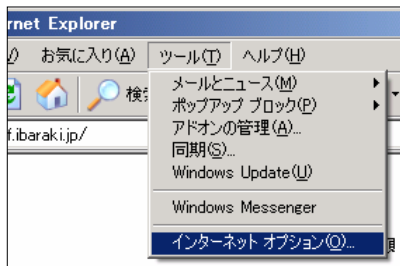 rnet Explorer
お気に入り(A) ツール(T) ヘルプ(H)
メールとニュース(M)
ポップアップ ブロック(P)
アドオンの管理(A)...
同期(S)...
Windows Update(U)
Windows Messenger
インターネット オプション(O)...
f.ibaraki.jp/